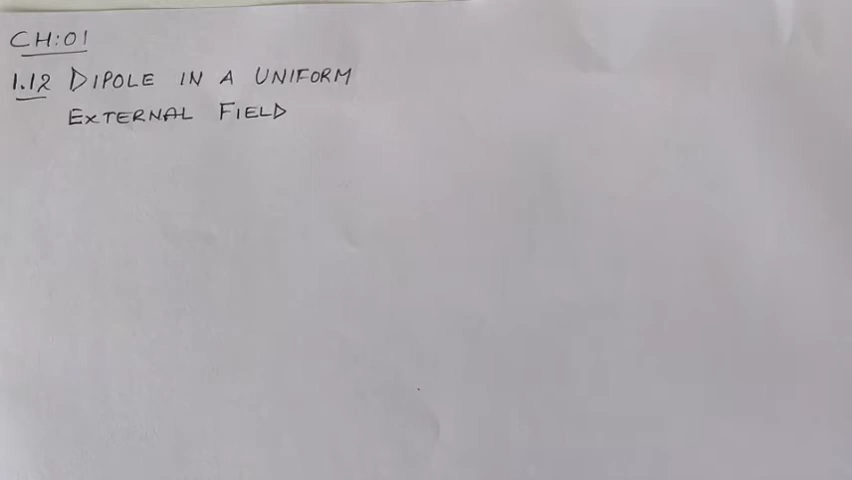 CH:01
1.12 DIPOLE IN A UNIFORM
EXTERNAL FIELD